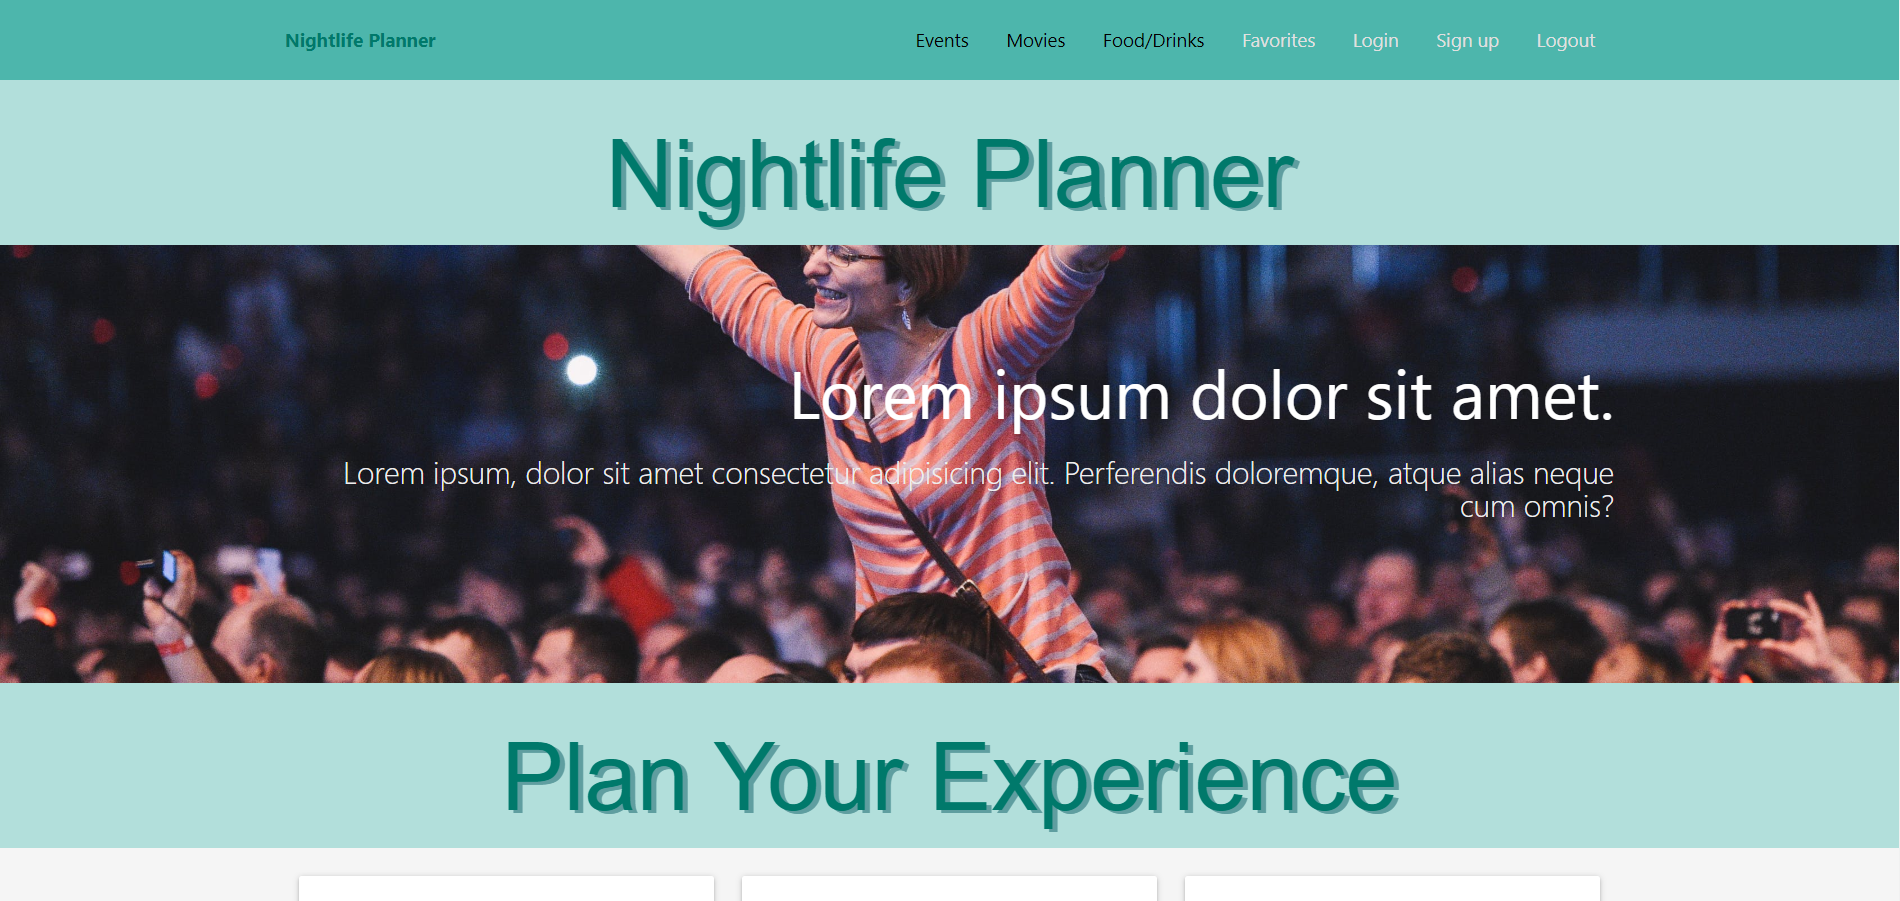 Nightlife Planner
Events Movies Food/Drinks Favorites Login Sign up Logout
Nightlife Planner
Lorem ipsum dolor sit amet.
Lorem ipsum, dolor sit amet consectetur adipisicing elit. Perferendis doloremque, atque alias neque
cum omnis?
Plan Your Experience